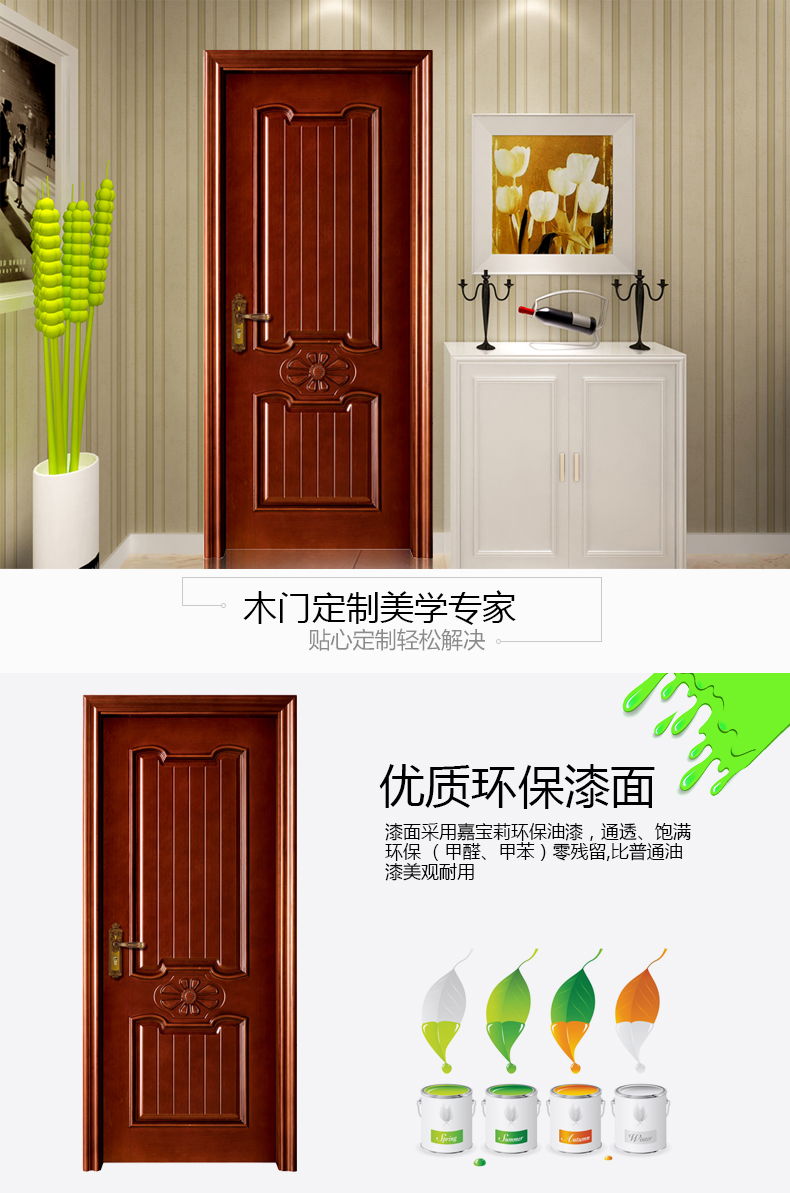 木门定制美学专家
贴心定制轻松解决
优质环保漆面
漆面采用嘉宝莉环保油漆，通透、饱满
环保（甲醛、甲苯）零残留,比普通油
漆美观耐用
Spring Summer Autumn Winter